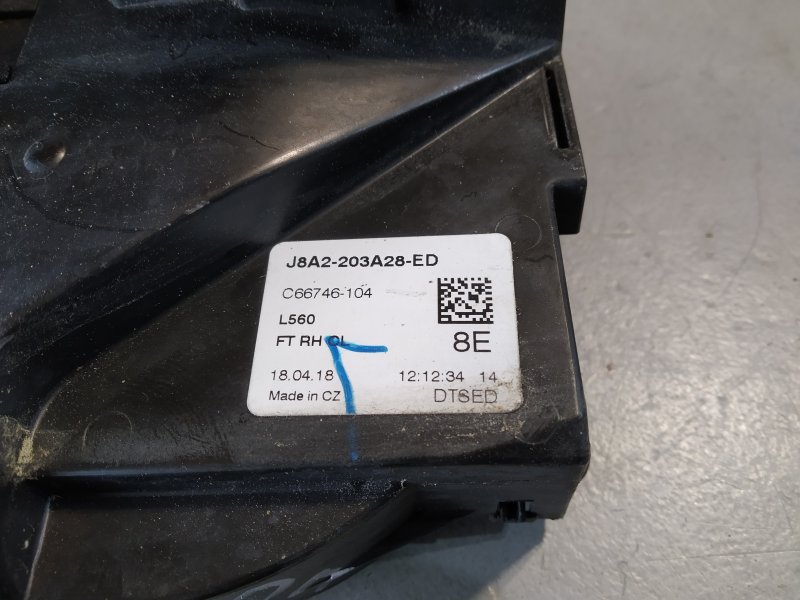 J8A2-203A28-ED
C66746-104
L560
FT RH
8E
18.04.18 12:12:34 14
Made in CZ DTSED